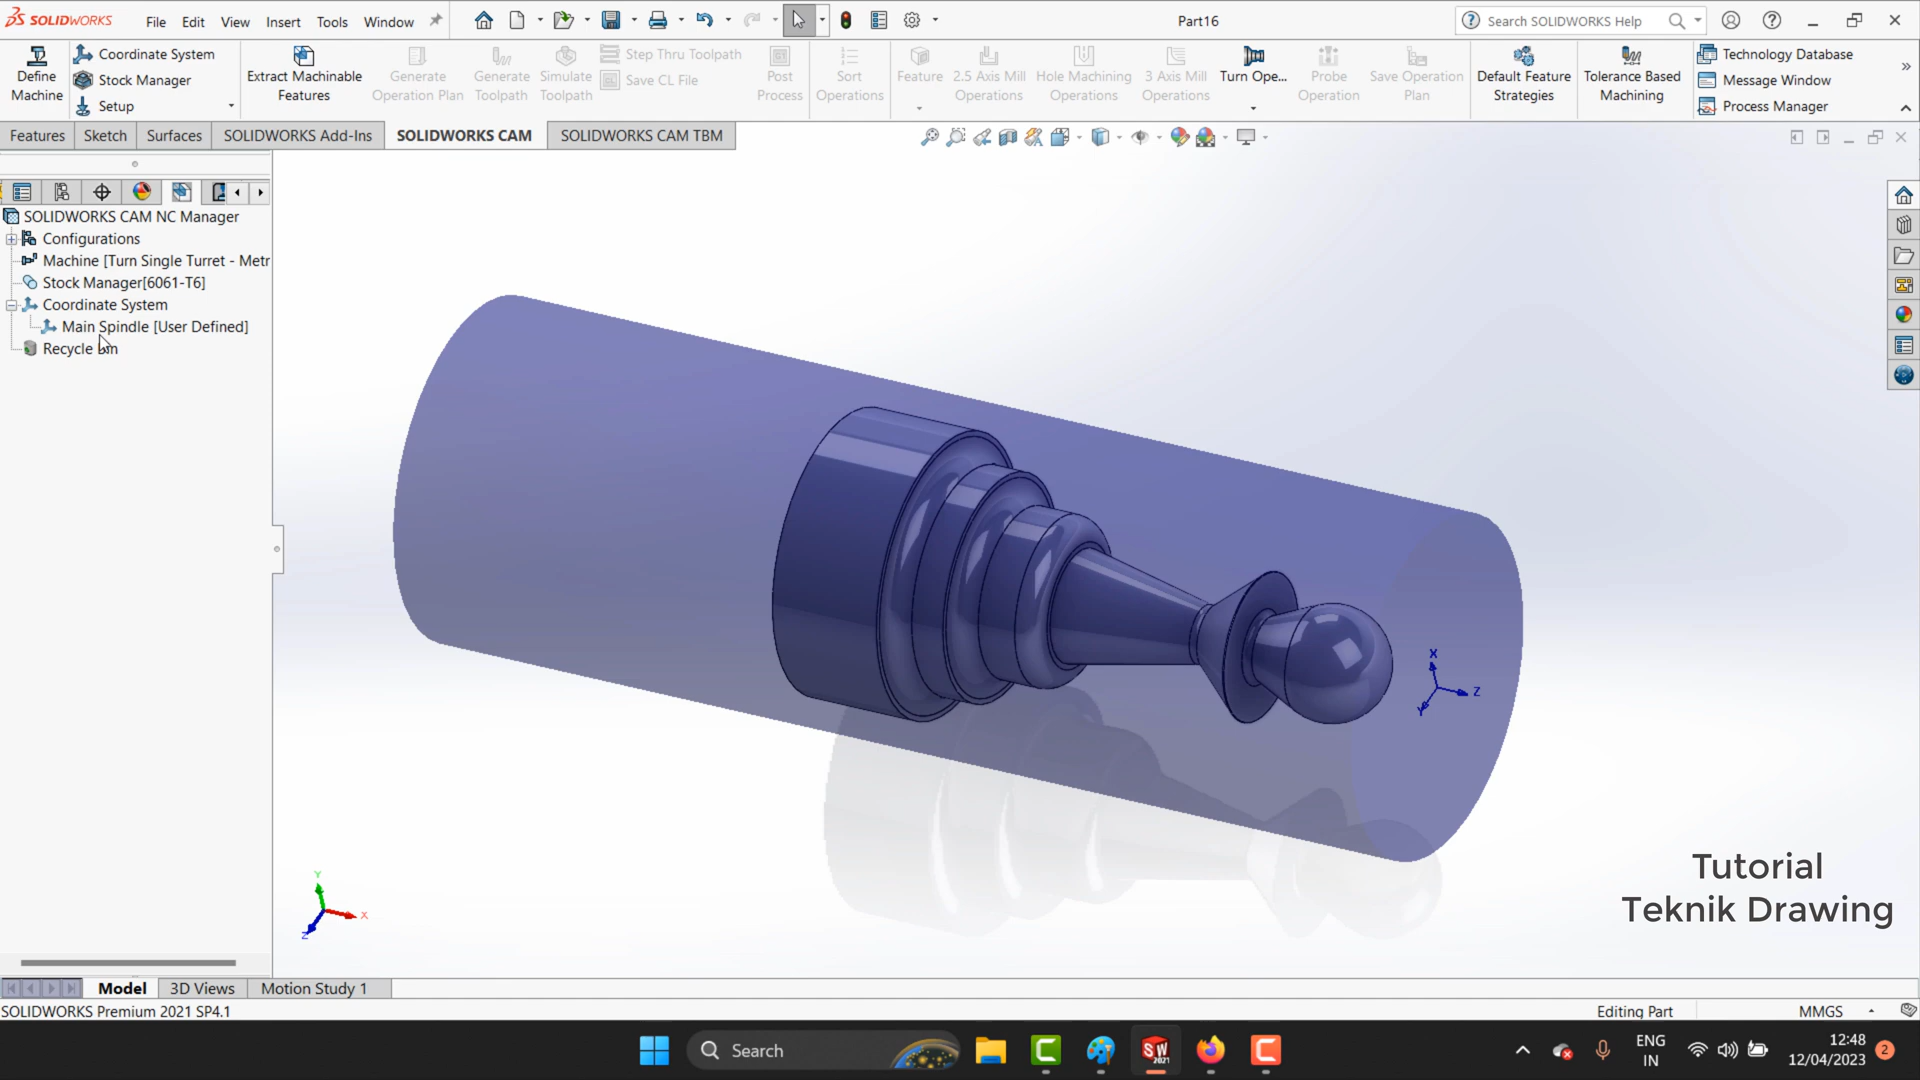 SOLIDWORKS
File Edit View Insert Tools Window
Part16
Search SOLIDWORKS Help
Define Machine
Coordinate System
Stock Manager
Setup
Extract Machinable Features
Generate Operation Plan
Generate Toolpath
Simulate Toolpath
Step Thru Toolpath
Save CL File
Post Process
Sort Operations
Feature
2.5 Axis Mill Operations
Hole Machining Operations
3 Axis Mill Operations
Turn Ope...
Probe Operation
Save Operation Plan
Default Feature Strategies
Tolerance Based Machining
Technology Database
Message Window
Process Manager
Features Sketch Surfaces SOLIDWORKS Add-Ins SOLIDWORKS CAM SOLIDWORKS CAM TBM
SOLIDWORKS CAM NC Manager
Configurations
Machine [Turn Single Turret - Metr
Stock Manager[6061-T6]
Coordinate System
Main Spindle [User Defined]
Recycle Bin
X
Z
Y
Y
X
Z
Tutorial
Teknik Drawing
Model 3D Views Motion Study 1
SOLIDWORKS Premium 2021 SP4.1
Editing Part
MMGS
Search
SW
2021
ENG
IN
12:48
12/04/2023
2